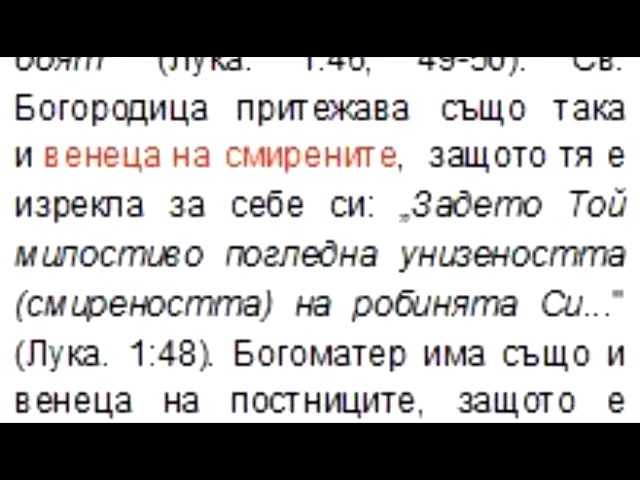 (Лука. 1:46, 49-50). Св.
Богородица притежава също така
и венеца на смирените, защото тя е
изрекла за себе си: „Задето Той
милостиво погледна унизеността
(смиреността) на робинята Си..."
(Лука. 1:48). Богоматер има също и
венеца на постниците, защото е